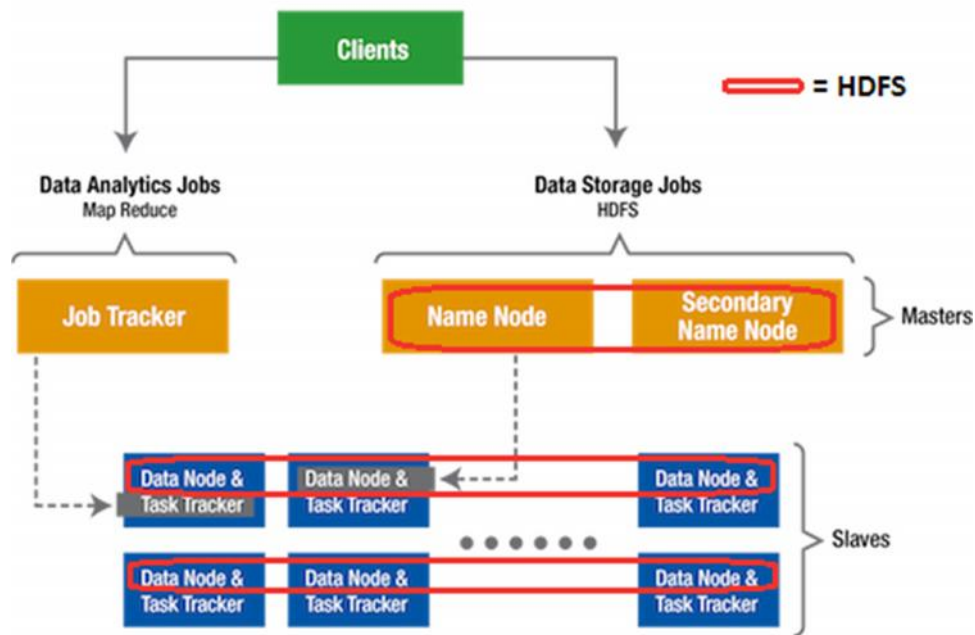 Clients
= HDFS
Data Analytics Jobs
Map Reduce
Data Storage Jobs
HDFS
Job Tracker
Name Node
Secondary
Name Node
Masters
Data Node &
Task Tracker
Data Node &
Task Tracker
Data Node &
Task Tracker
Slaves
Data Node &
Task Tracker
Data Node &
Task Tracker
Data Node &
Task Tracker